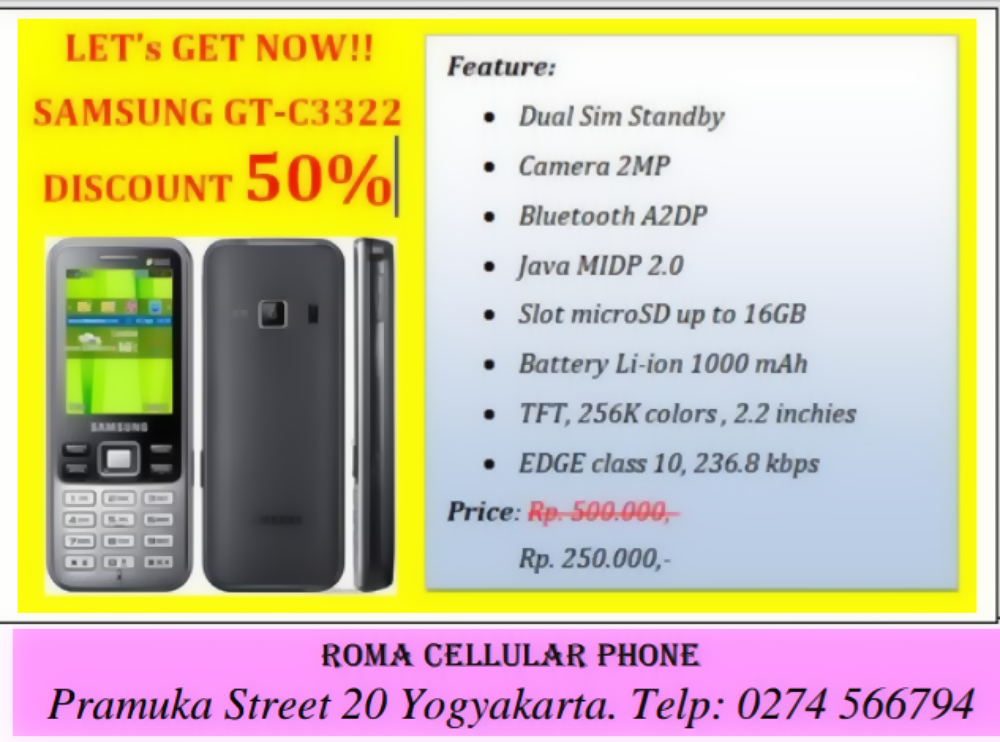 LET's GET NOW!!
SAMSUNG GT-C3322
DISCOUNT 50%
SAMSUNG
Feature:
• Dual Sim Standby
• Camera 2MP
• Bluetooth A2DP
• Java MIDP 2.0
• Slot microSD up to 16GB
• Battery Li-ion 1000 mAh
• TFT, 256K colors, 2.2 inchies
• EDGE class 10, 236.8 kbps
Price: Rp. 500.000,-
Rp. 250.000,-
ROMA CELLULAR PHONE
Pramuka Street 20 Yogyakarta. Telp: 0274 566794